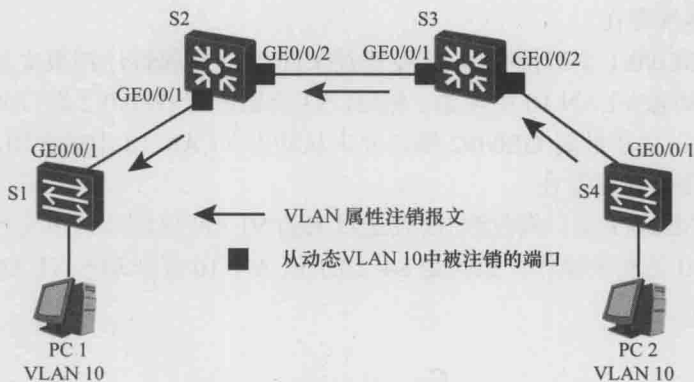 S2
S3
GE0/0/2
GE0/0/1
GE0/0/2
GE0/0/1
GE0/0/1
GE0/0/1
S1
S4
VLAN 属性注销报文
从动态VLAN 10中被注销的端口
PC 1
VLAN 10
PC 2
VLAN 10